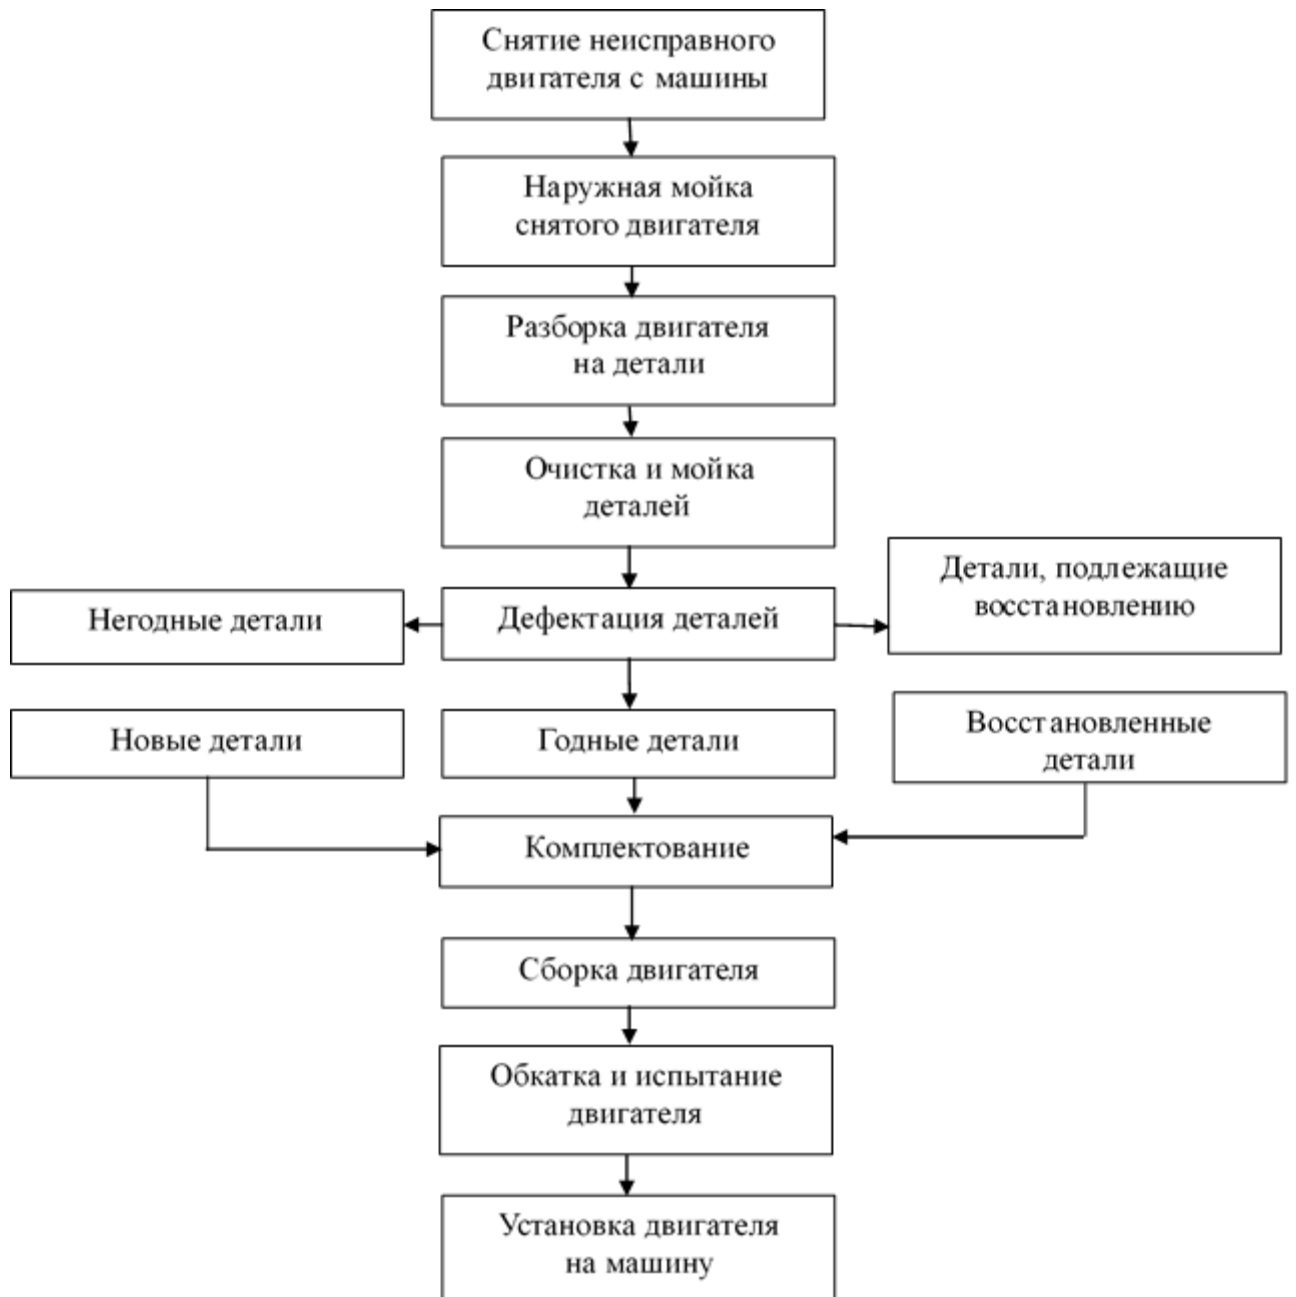 Снятие неисправного
двигателя с машины
Наружная мойка
снятого двигателя
Разборка двигателя
на детали
Очистка и мойка
деталей
Детали, подлежащие
восстановлению
Негодные детали
Дефектация деталей
Новые детали
Годные детали
Восстановленные
детали
Комплектование
Сборка двигателя
Обкатка и испытание
двигателя
Установка двигателя
на машину